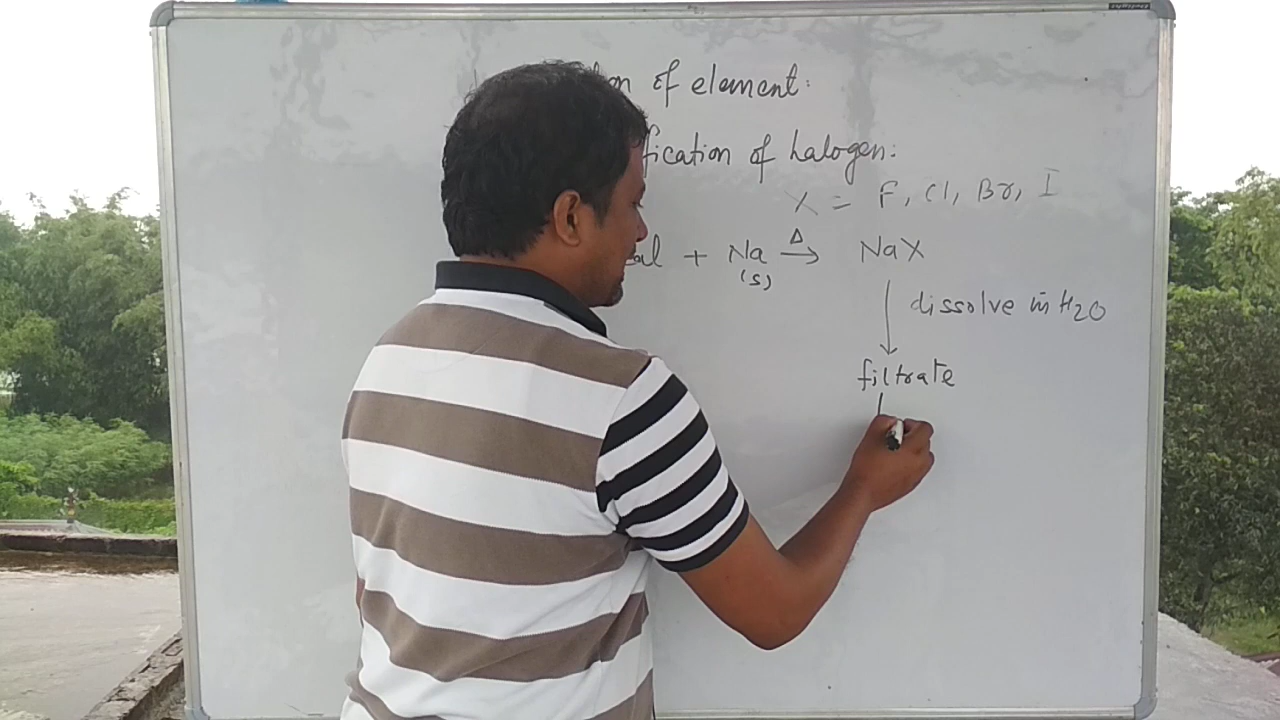 of element:
fication of halogen:
X = F, Cl, Br, I
al + Na (s) Δ→ NaX
dissolve in H2O
filtrate